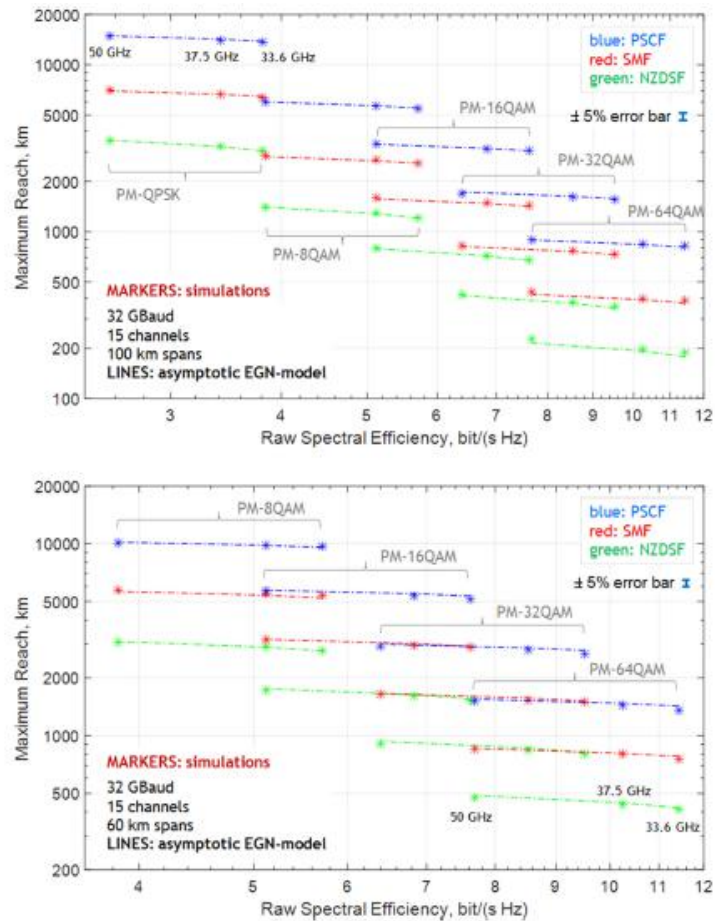 20000
blue: PSCF
red: SMF
green: NZDSF
50 GHz
37.5 GHz
33.6 GHz
10000
PM-16QAM
± 5% error bar
5000
PM-32QAM
2000
PM-QPSK
PM-64QAM
1000
PM-8QAM
500
MARKERS: simulations
32 GBaud
15 channels
200
100 km spans
LINES: asymptotic EGN-model
100
3 4 5 6 7 8 9 10 11 12
Raw Spectral Efficiency, bit/(s Hz)
Maximum Reach, km
20000
PM-8QAM
blue: PSCF
red: SMF
green: NZDSF
10000
PM-16QAM
± 5% error bar
5000
PM-32QAM
PM-64QAM
2000
1000
MARKERS: simulations
32 GBaud
15 channels
60 km spans
LINES: asymptotic EGN-model
37.5 GHz
50 GHz
33.6 GHz
500
200
4 5 6 7 8 9 10 11 12
Raw Spectral Efficiency, bit/(s Hz)
Maximum Reach, km